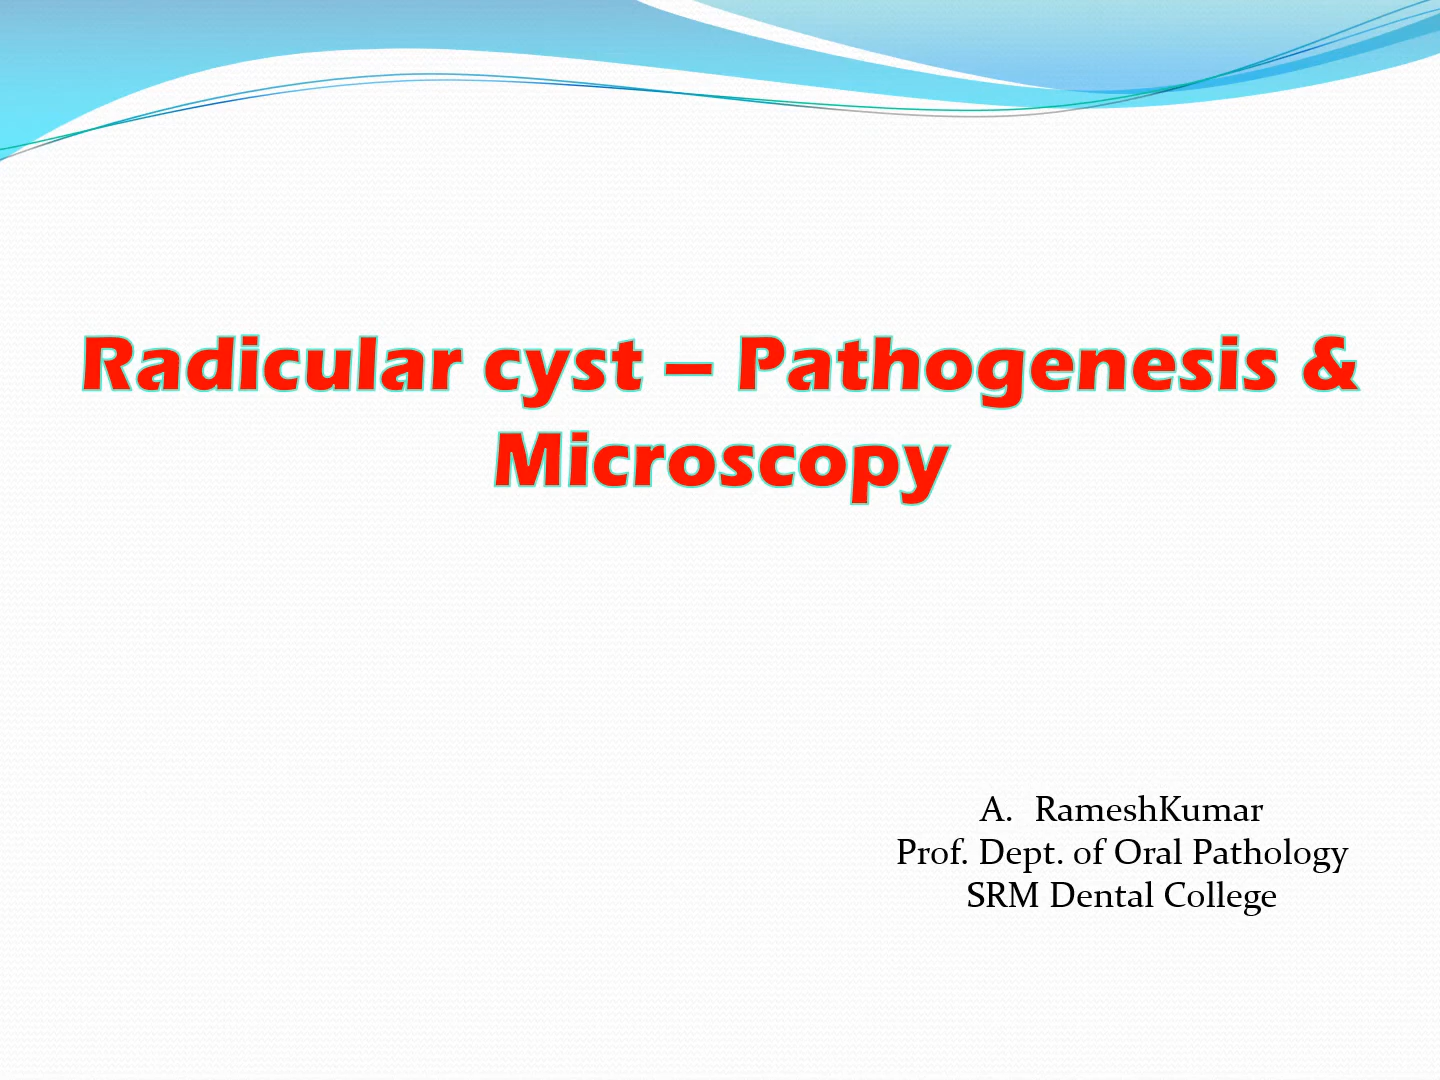 Radicular cyst – Pathogenesis &
Microscopy
A. RameshKumar
Prof. Dept. of Oral Pathology
SRM Dental College